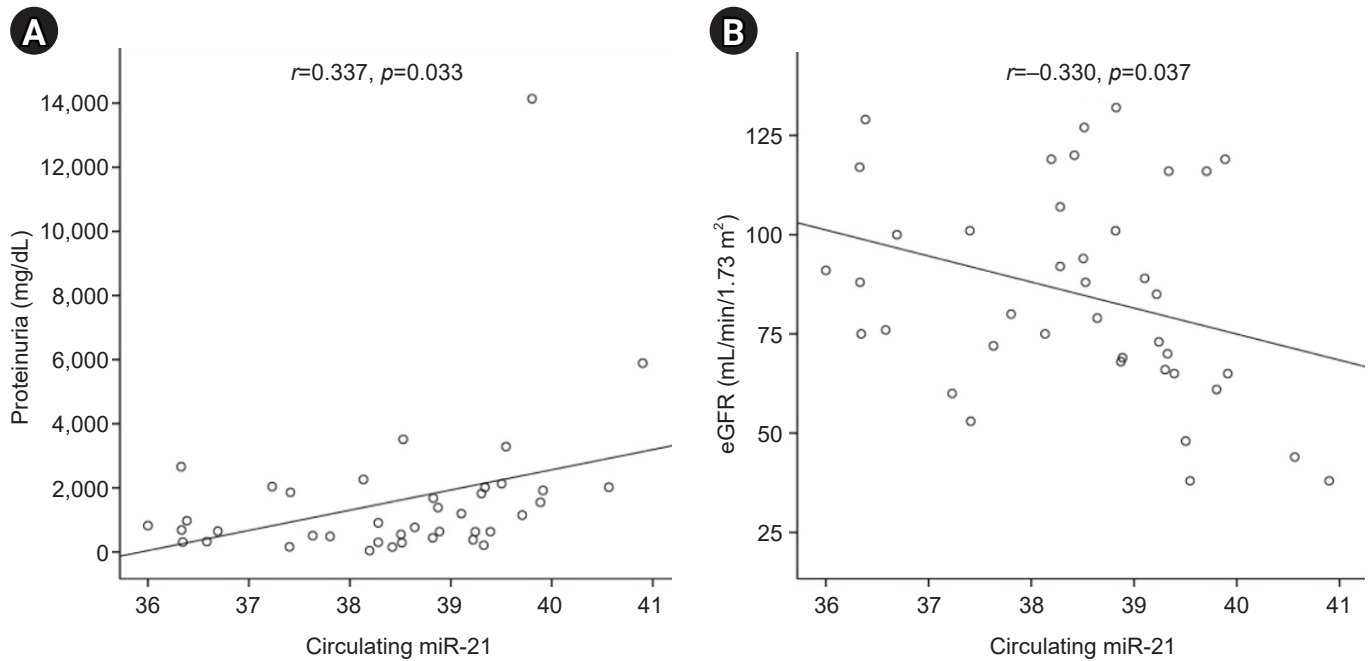 A
r=0.337, p=0.033
Proteinuria (mg/dL)
14,000
12,000
10,000
8,000
6,000
4,000
2,000
0
36 37 38 39 40 41
Circulating miR-21
B
r=–0.330, p=0.037
eGFR (mL/min/1.73 m²)
125
100
75
50
25
36 37 38 39 40 41
Circulating miR-21